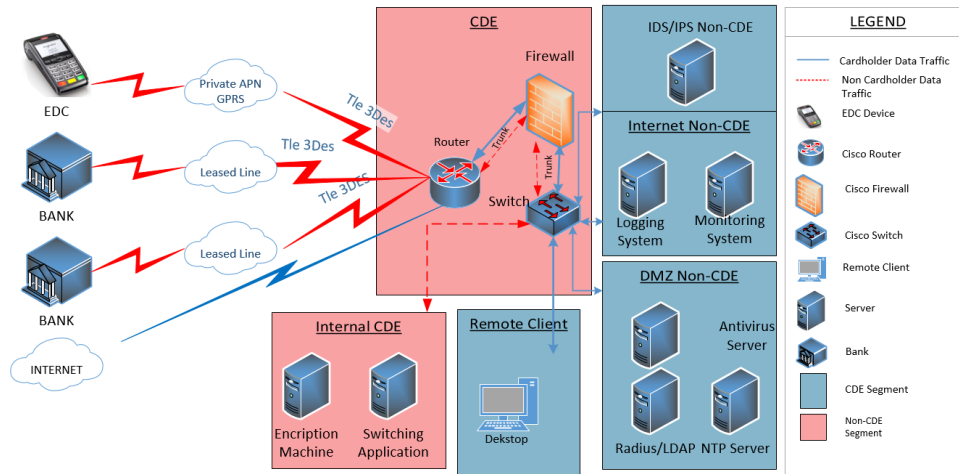 EDC
BANK
BANK
INTERNET
Private APN
GPRS
Leased Line
Leased Line
Tle 3Des
Tle 3Des
Tle 3DES
CDE
Firewall
Router
Trunk
Trunk
Switch
Internal CDE
Encription
Machine
Switching
Application
Remote Client
Dekstop
IDS/IPS Non-CDE
Internet Non-CDE
Logging
System
Monitoring
System
DMZ Non-CDE
Antivirus
Server
Radius/LDAP
NTP Server
LEGEND
Cardholder Data Traffic
Non Cardholder Data
Traffic
EDC Device
Cisco Router
Cisco Firewall
Cisco Switch
Remote Client
Server
Bank
CDE Segment
Non-CDE
Segment